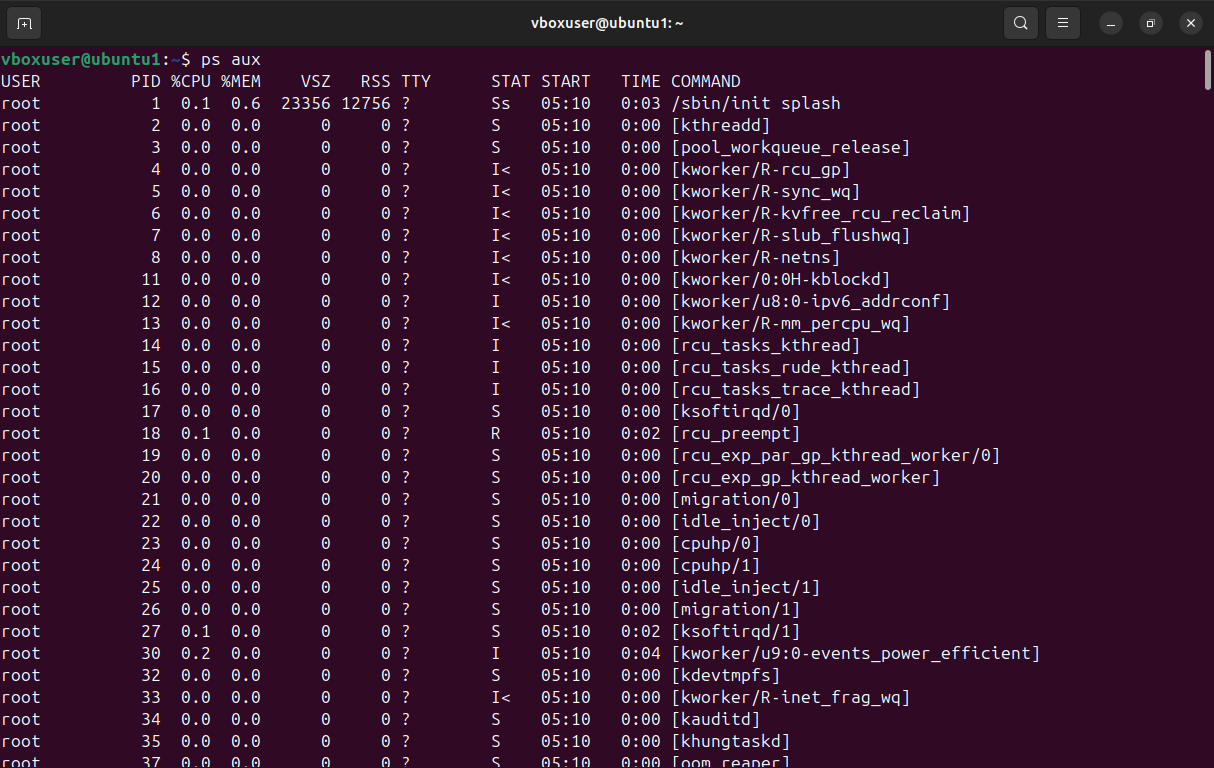 vboxuser@ubuntu1: ~
vboxuser@ubuntu1:~$ ps aux
USER         PID %CPU %MEM    VSZ   RSS TTY      STAT START   TIME COMMAND
root           1  0.1  0.6  23356 12756 ?        Ss   05:10   0:03 /sbin/init splash
root           2  0.0  0.0      0     0 ?        S    05:10   0:00 [kthreadd]
root           3  0.0  0.0      0     0 ?        S    05:10   0:00 [pool_workqueue_release]
root           4  0.0  0.0      0     0 ?        I<   05:10   0:00 [kworker/R-rcu_gp]
root           5  0.0  0.0      0     0 ?        I<   05:10   0:00 [kworker/R-sync_wq]
root           6  0.0  0.0      0     0 ?        I<   05:10   0:00 [kworker/R-kvfree_rcu_reclaim]
root           7  0.0  0.0      0     0 ?        I<   05:10   0:00 [kworker/R-slub_flushwq]
root           8  0.0  0.0      0     0 ?        I<   05:10   0:00 [kworker/R-netns]
root          11  0.0  0.0      0     0 ?        I<   05:10   0:00 [kworker/0:0H-kblockd]
root          12  0.0  0.0      0     0 ?        I    05:10   0:00 [kworker/u8:0-ipv6_addrconf]
root          13  0.0  0.0      0     0 ?        I<   05:10   0:00 [kworker/R-mm_percpu_wq]
root          14  0.0  0.0      0     0 ?        I    05:10   0:00 [rcu_tasks_kthread]
root          15  0.0  0.0      0     0 ?        I    05:10   0:00 [rcu_tasks_rude_kthread]
root          16  0.0  0.0      0     0 ?        I    05:10   0:00 [rcu_tasks_trace_kthread]
root          17  0.0  0.0      0     0 ?        S    05:10   0:00 [ksoftirqd/0]
root          18  0.1  0.0      0     0 ?        R    05:10   0:02 [rcu_preempt]
root          19  0.0  0.0      0     0 ?        S    05:10   0:00 [rcu_exp_par_gp_kthread_worker/0]
root          20  0.0  0.0      0     0 ?        S    05:10   0:00 [rcu_exp_gp_kthread_worker]
root          21  0.0  0.0      0     0 ?        S    05:10   0:00 [migration/0]
root          22  0.0  0.0      0     0 ?        S    05:10   0:00 [idle_inject/0]
root          23  0.0  0.0      0     0 ?        S    05:10   0:00 [cpuhp/0]
root          24  0.0  0.0      0     0 ?        S    05:10   0:00 [cpuhp/1]
root          25  0.0  0.0      0     0 ?        S    05:10   0:00 [idle_inject/1]
root          26  0.0  0.0      0     0 ?        S    05:10   0:00 [migration/1]
root          27  0.1  0.0      0     0 ?        S    05:10   0:02 [ksoftirqd/1]
root          30  0.2  0.0      0     0 ?        I    05:10   0:04 [kworker/u9:0-events_power_efficient]
root          32  0.0  0.0      0     0 ?        S    05:10   0:00 [kdevtmpfs]
root          33  0.0  0.0      0     0 ?        I<   05:10   0:00 [kworker/R-inet_frag_wq]
root          34  0.0  0.0      0     0 ?        S    05:10   0:00 [kauditd]
root          35  0.0  0.0      0     0 ?        S    05:10   0:00 [khungtaskd]
root          37  0.0  0.0      0     0 ?        S    05:10   0:00 [oom_reaper]